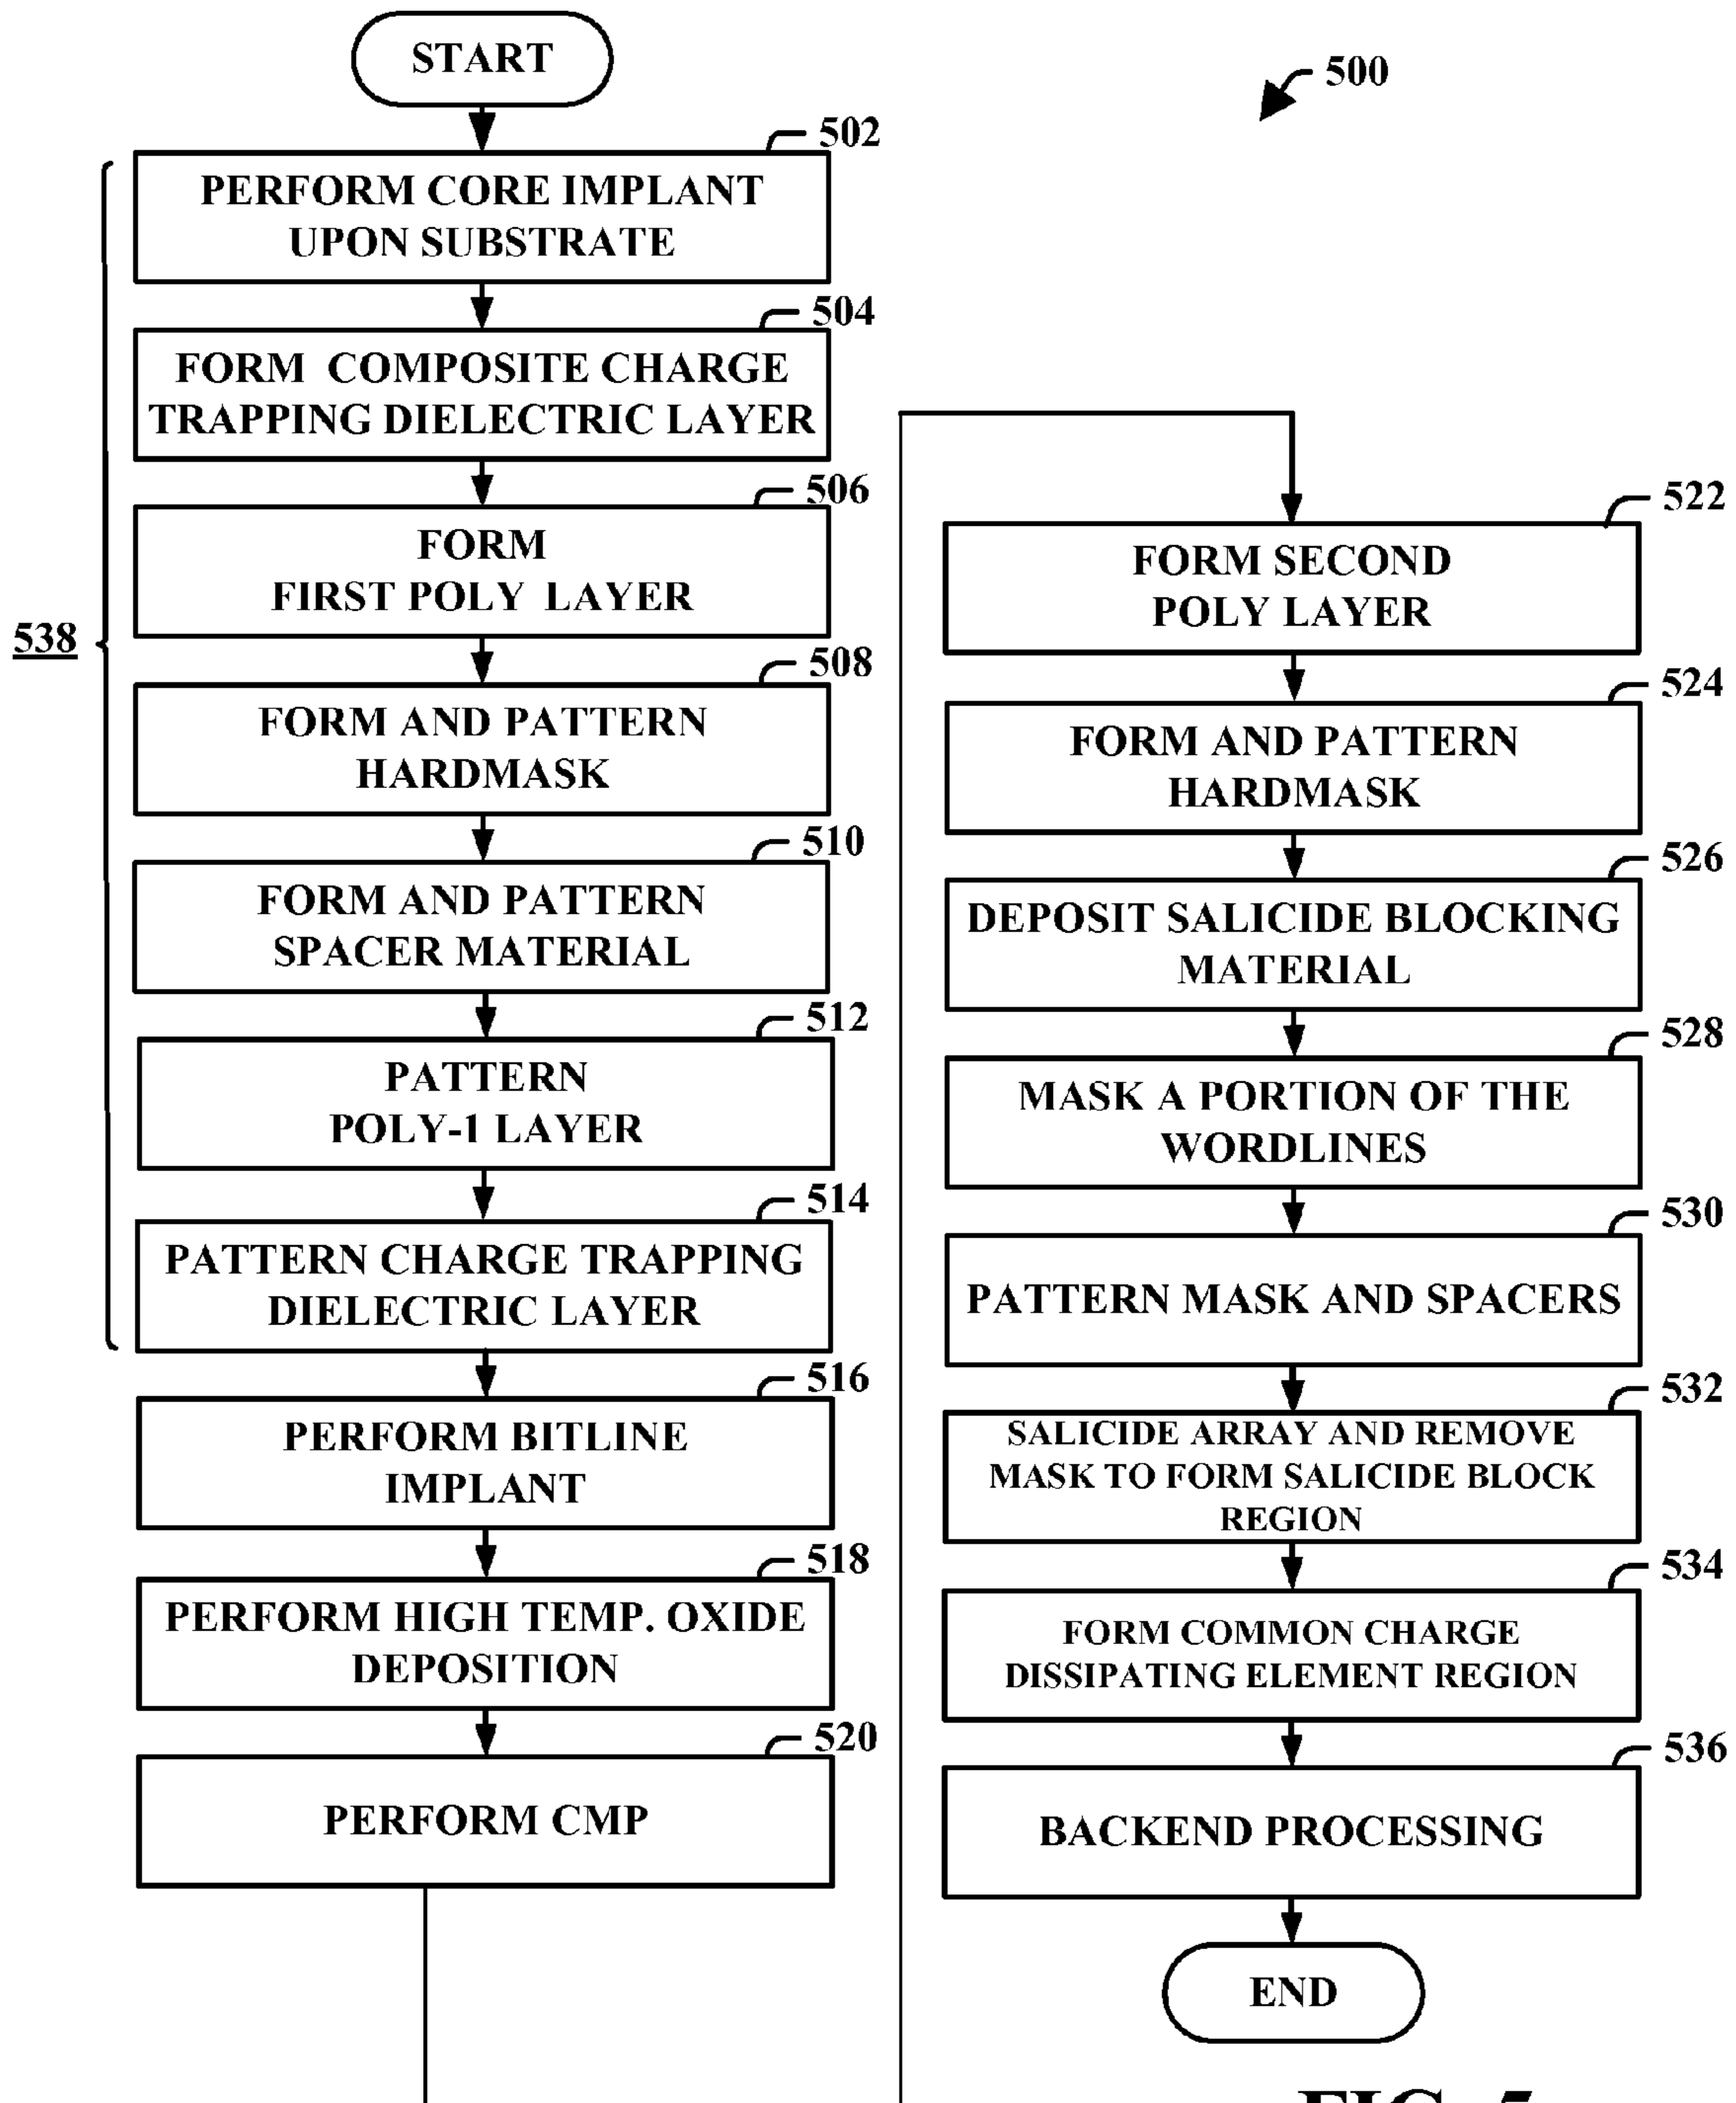 START
500
502
PERFORM CORE IMPLANT
UPON SUBSTRATE
504
FORM COMPOSITE CHARGE
TRAPPING DIELECTRIC LAYER
506
FORM
FIRST POLY LAYER
538
508
FORM AND PATTERN
HARDMASK
510
FORM AND PATTERN
SPACER MATERIAL
512
PATTERN
POLY-1 LAYER
514
PATTERN CHARGE TRAPPING
DIELECTRIC LAYER
516
PERFORM BITLINE
IMPLANT
518
PERFORM HIGH TEMP. OXIDE
DEPOSITION
520
PERFORM CMP
522
FORM SECOND
POLY LAYER
524
FORM AND PATTERN
HARDMASK
526
DEPOSIT SALICIDE BLOCKING
MATERIAL
528
MASK A PORTION OF THE
WORDLINES
530
PATTERN MASK AND SPACERS
532
SALICIDE ARRAY AND REMOVE
MASK TO FORM SALICIDE BLOCK
REGION
534
FORM COMMON CHARGE
DISSIPATING ELEMENT REGION
536
BACKEND PROCESSING
END